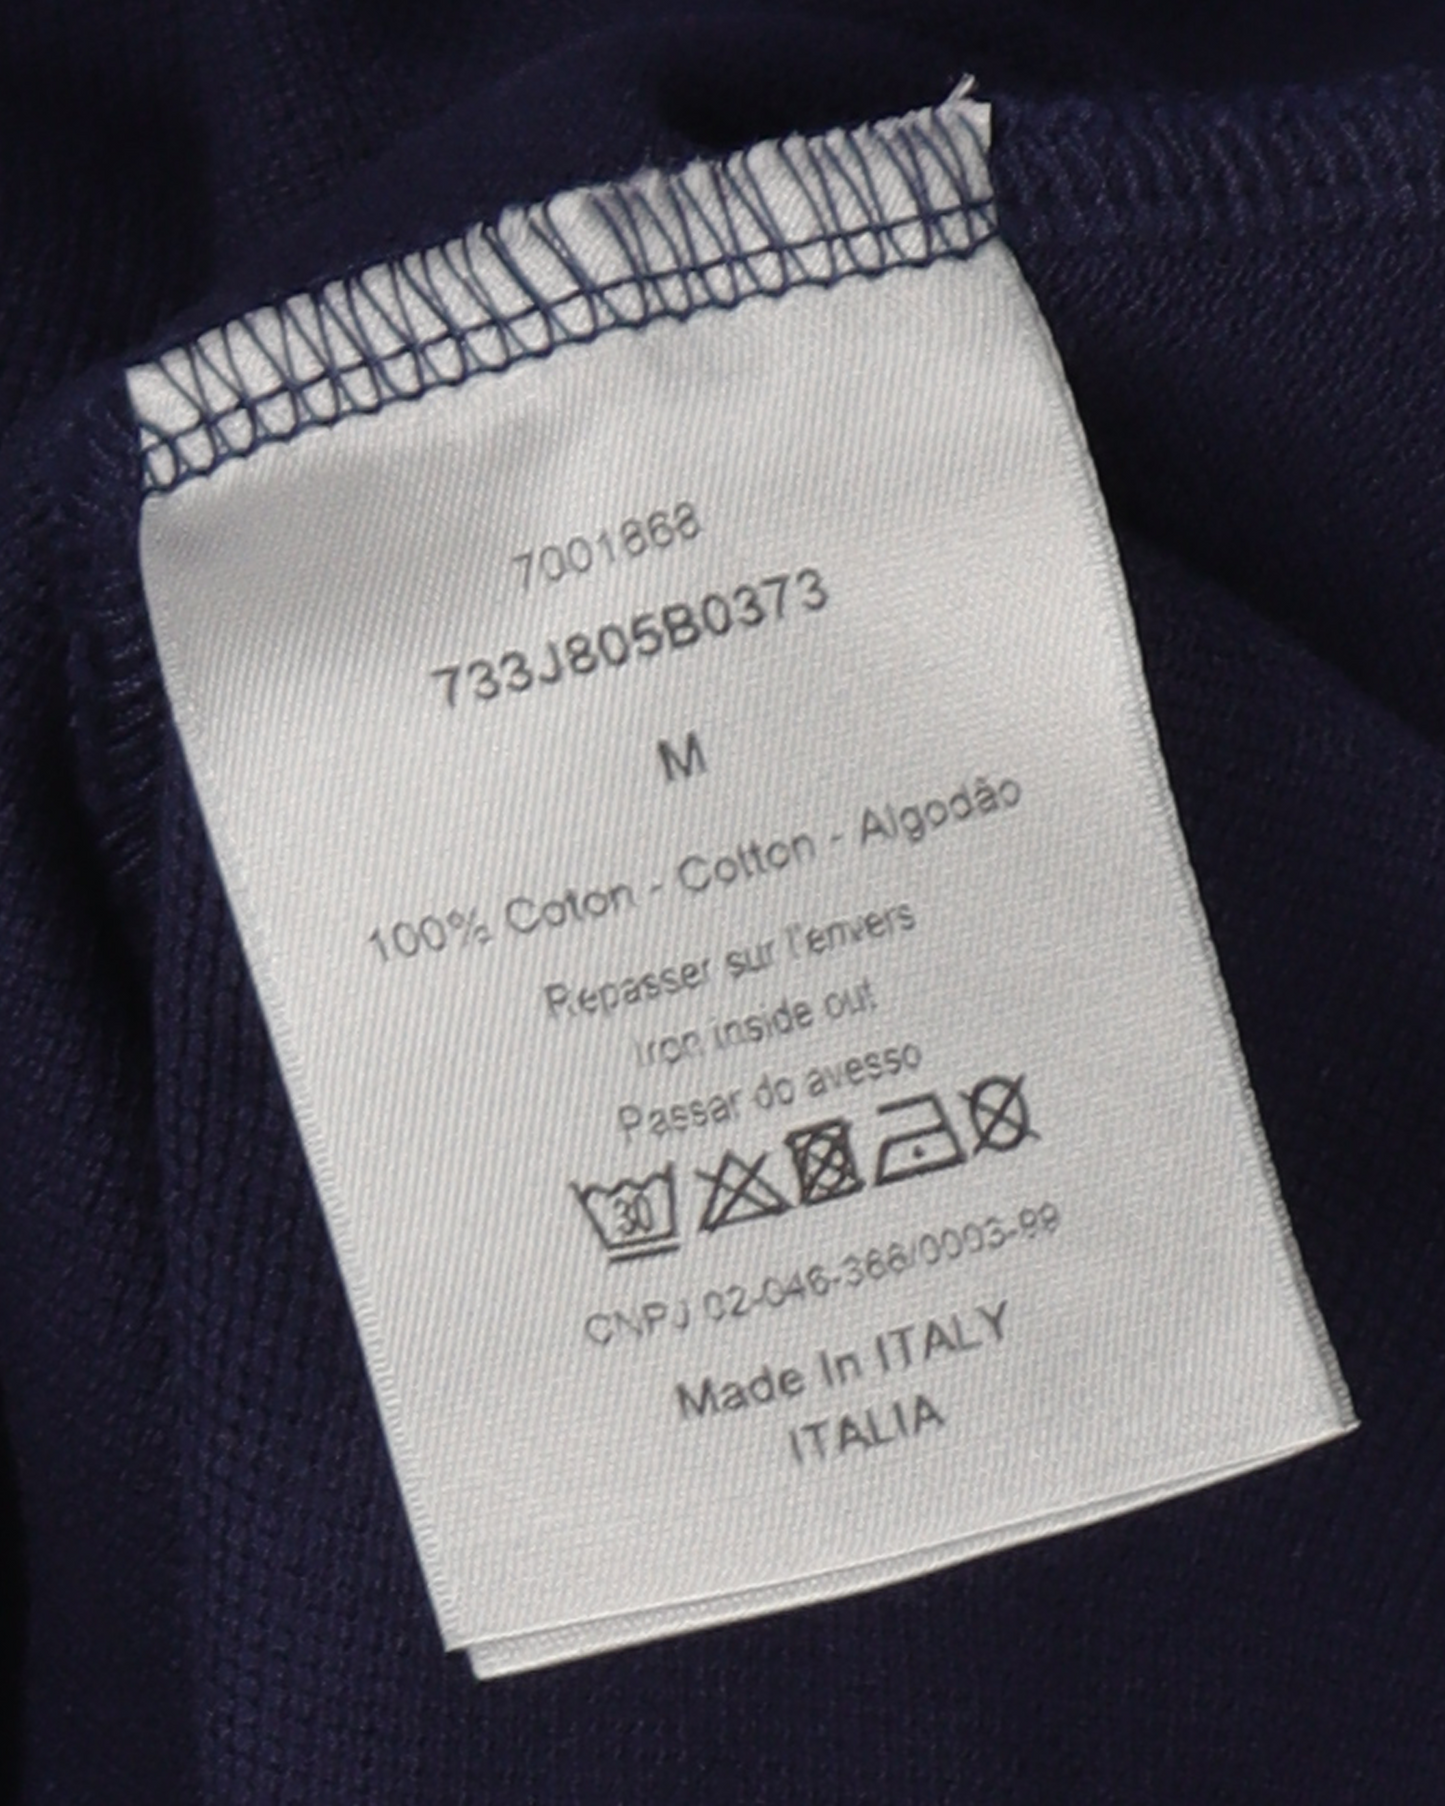 7001868
733J805B0373
M
100% Coton - Cotton - Algodão
Repasser sur l'envers
Iron inside out
Passar do avesso
30
CNPJ 02-046-366/0003-99
Made In ITALY
ITALIA